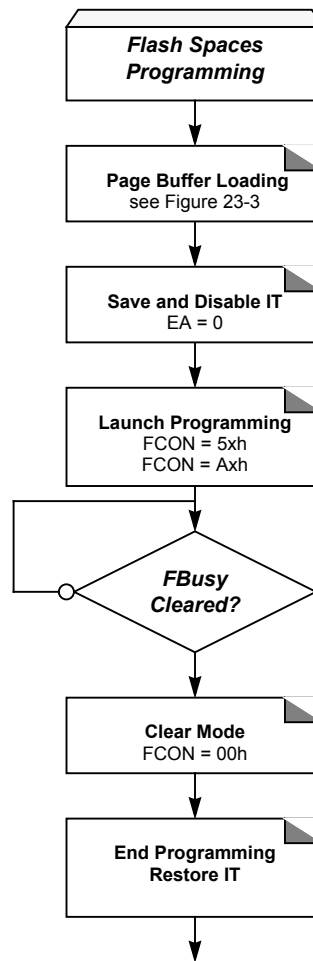 Flash Spaces
Programming
Page Buffer Loading
see Figure 23-3
Save and Disable IT
EA = 0
Launch Programming
FCON = 5xh
FCON = Axh
FBusy
Cleared?
Clear Mode
FCON = 00h
End Programming
Restore IT